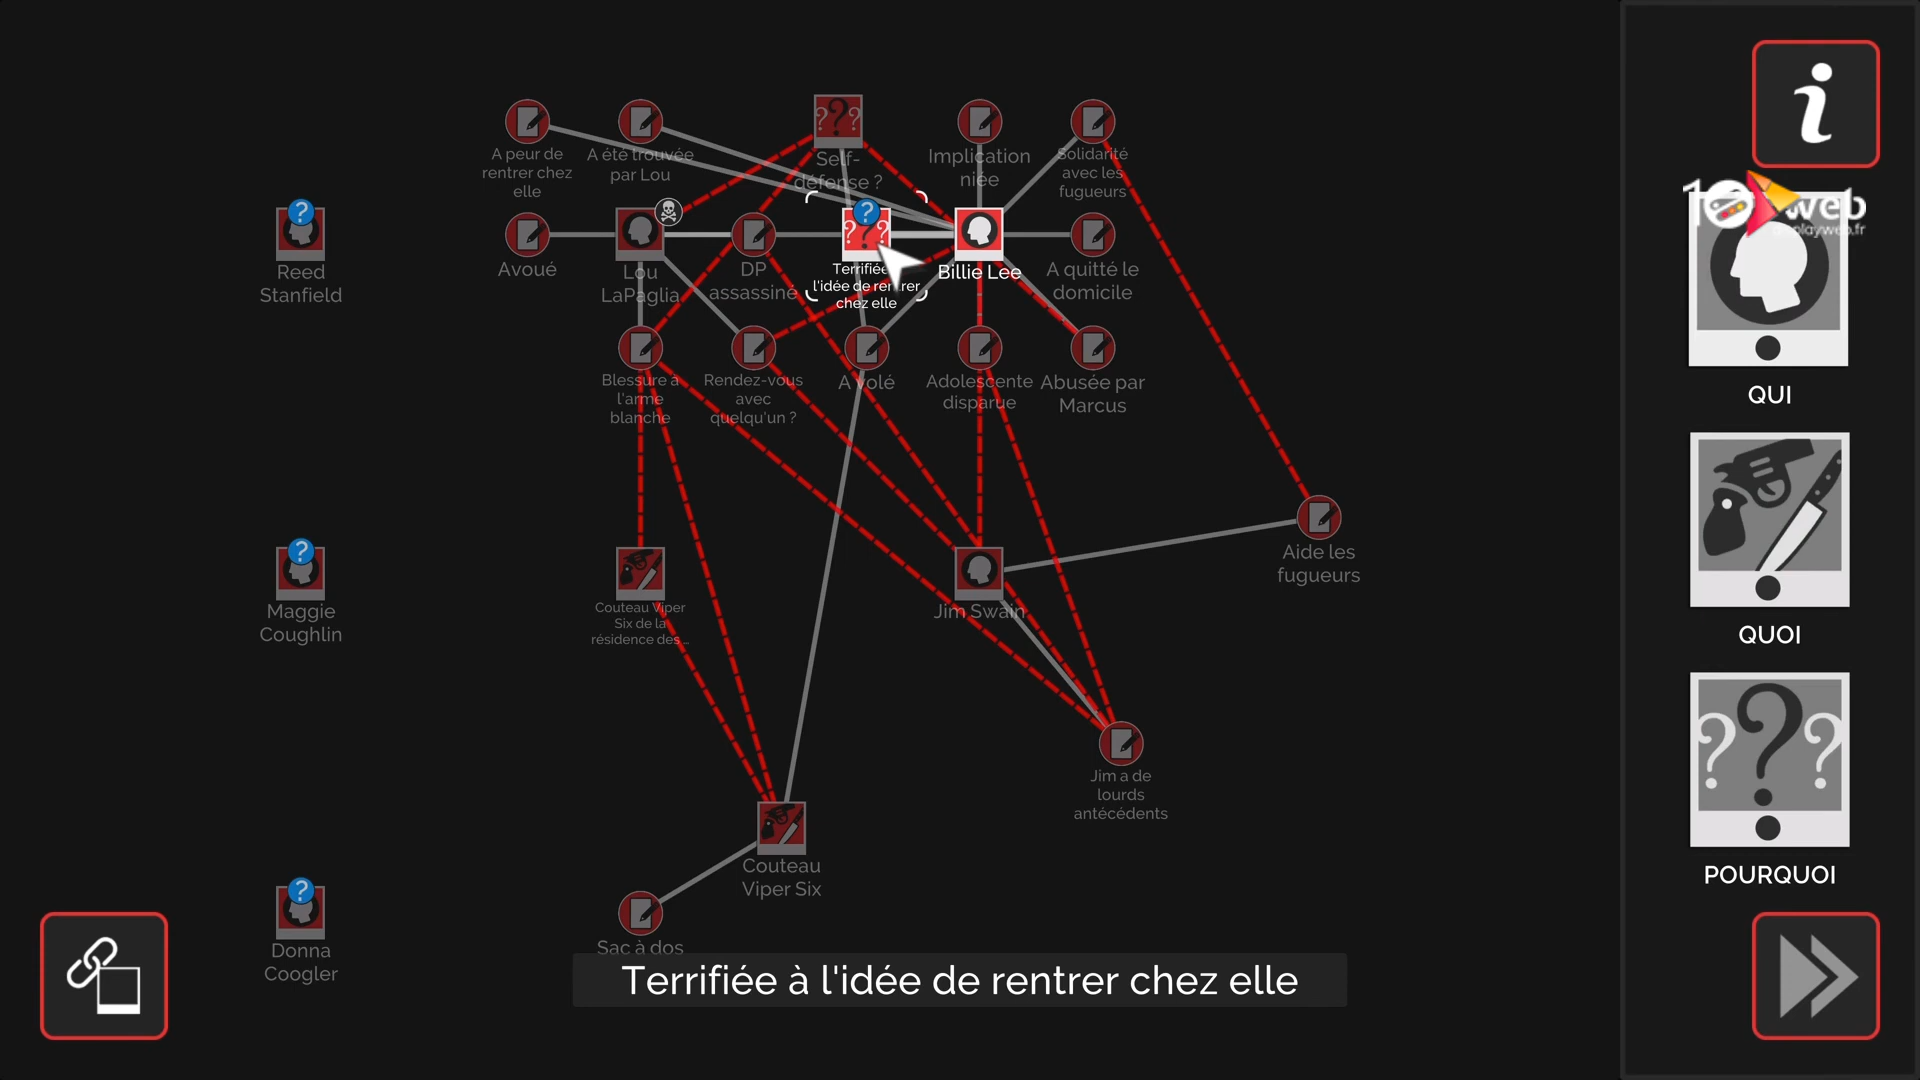 A peur de
rentrer chez
elle
A été trouvée
par Lou
Self-
défense ?
Implication
niée
Solidarité
avec les
fugueurs
Reed
Stanfield
Avoué
Lou
LaPaglia
DP
assassiné
Terrifiée
l'idée de rentrer
chez elle
Billie Lee
A quitté le
domicile
Blessure à
l'arme
blanche
Rendez-vous
avec
quelqu'un ?
A volé
Adolescente
disparue
Abusée par
Marcus
Maggie
Coughlin
Couteau Viper
Six de la
résidence des ...
Jim Swain
Aide les
fugueurs
Jim a de
lourds
antécédents
Couteau
Viper Six
Donna
Coogler
Sac à dos
Terrifiée à l'idée de rentrer chez elle
QUI
QUOI
POURQUOI
web